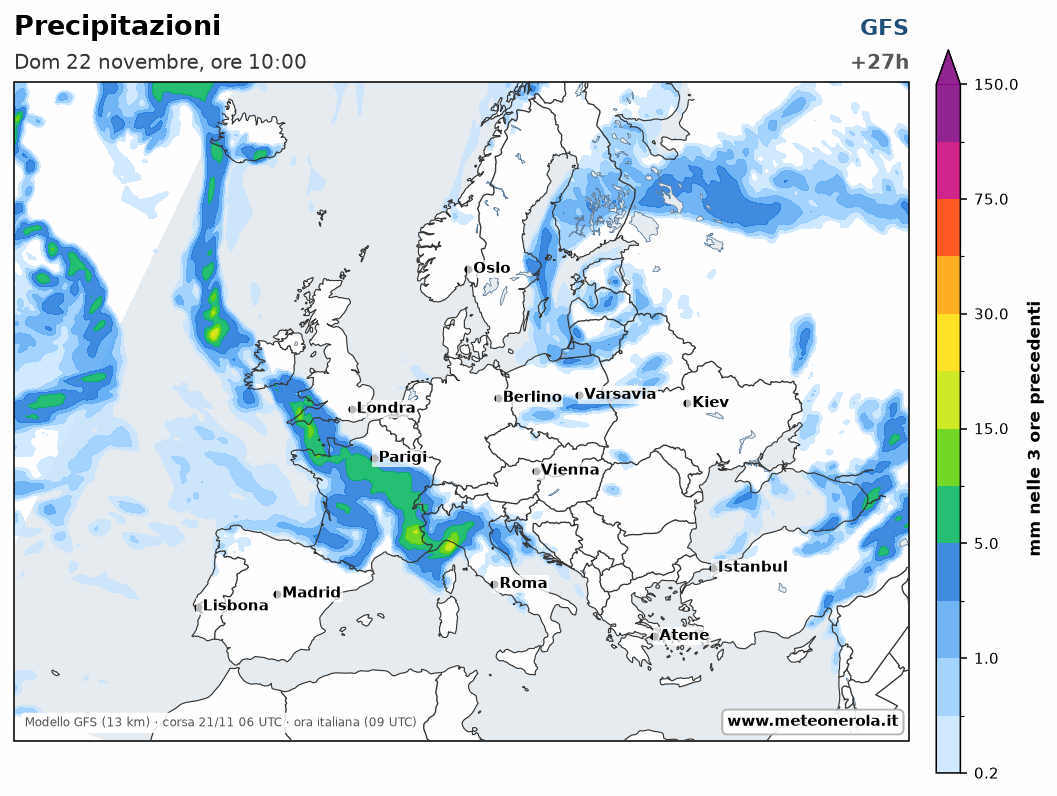 Precipitazioni
GFS
Dom 22 novembre, ore 10:00
+27h
150.0
75.0
30.0
15.0
5.0
1.0
0.2
mm nelle 3 ore precedenti
Oslo
Londra
Berlino
Varsavia
Kiev
Parigi
Vienna
Istanbul
Roma
Madrid
Lisbona
Atene
Modello GFS (13 km) · corsa 21/11 06 UTC · ora italiana (09 UTC)
www.meteonerola.it